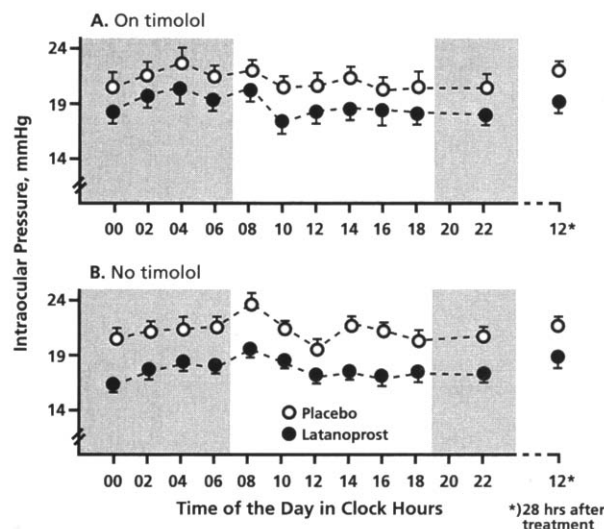 A. On timolol
24
19
14
00 02 04 06 08 10 12 14 16 18 20 22 12*
Intraocular Pressure, mmHg
B. No timolol
24
19
14
Placebo
Latanoprost
00 02 04 06 08 10 12 14 16 18 20 22 12*
Time of the Day in Clock Hours
*)28 hrs after
treatment